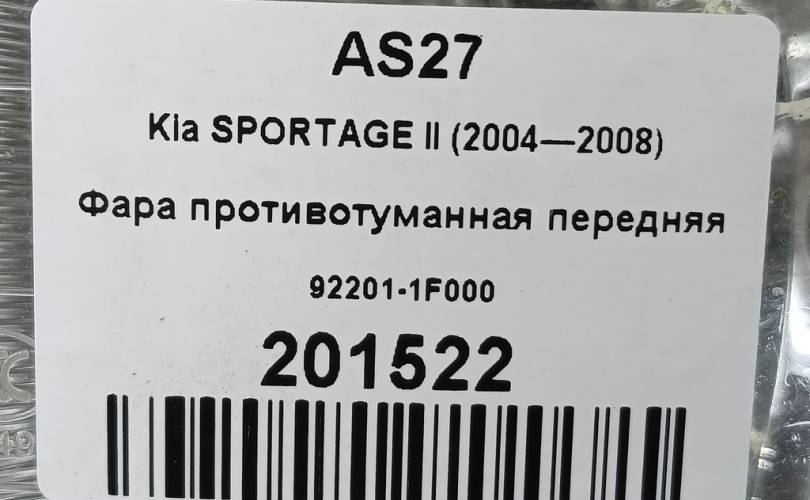 AS27
Kia SPORTAGE II (2004—2008)
Фара противотуманная передняя
92201-1F000
201522